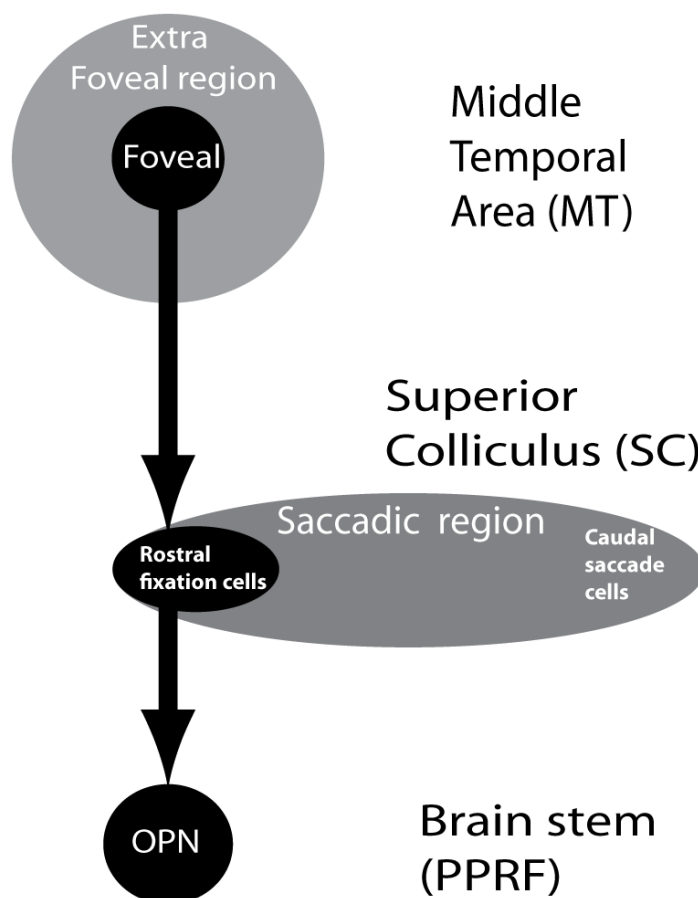 Extra
Foveal region
Foveal
Middle
Temporal
Area (MT)
Superior
Colliculus (SC)
Saccadic region
Rostral
fixation cells
Caudal
saccade
cells
OPN
Brain stem
(PPRF)